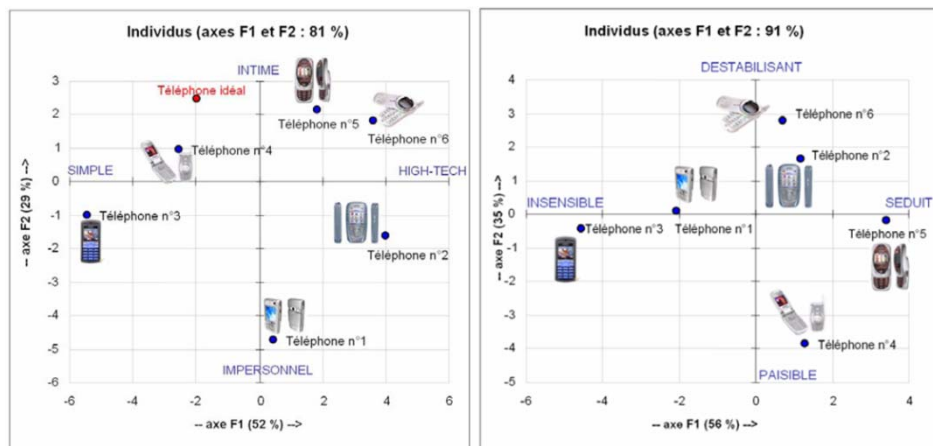 Individus (axes F1 et F2 : 81 %)
INTIME
3
Téléphone idéal
2
Téléphone n°5
Téléphone n°6
1
Téléphone n°4
SIMPLE
HIGH-TECH
0
-1
Téléphone n°3
-2
Téléphone n°2
-3
-4
Téléphone n°1
-5
IMPERSONNEL
-6
-6 -4 -2 0 2 4 6
-- axe F1 (52 %) -->
-- axe F2 (29 %) -->
Individus (axes F1 et F2 : 91 %)
DESTABILISANT
4
3
Téléphone n°6
2
Téléphone n°2
1
INSENSIBLE
SEDUIT
0
Téléphone n°3
Téléphone n°1
Téléphone n°5
-1
-2
-3
Téléphone n°4
-4
PAISIBLE
-5
-6 -4 -2 0 2 4
-- axe F1 (56 %) -->
-- axe F2 (35 %) -->